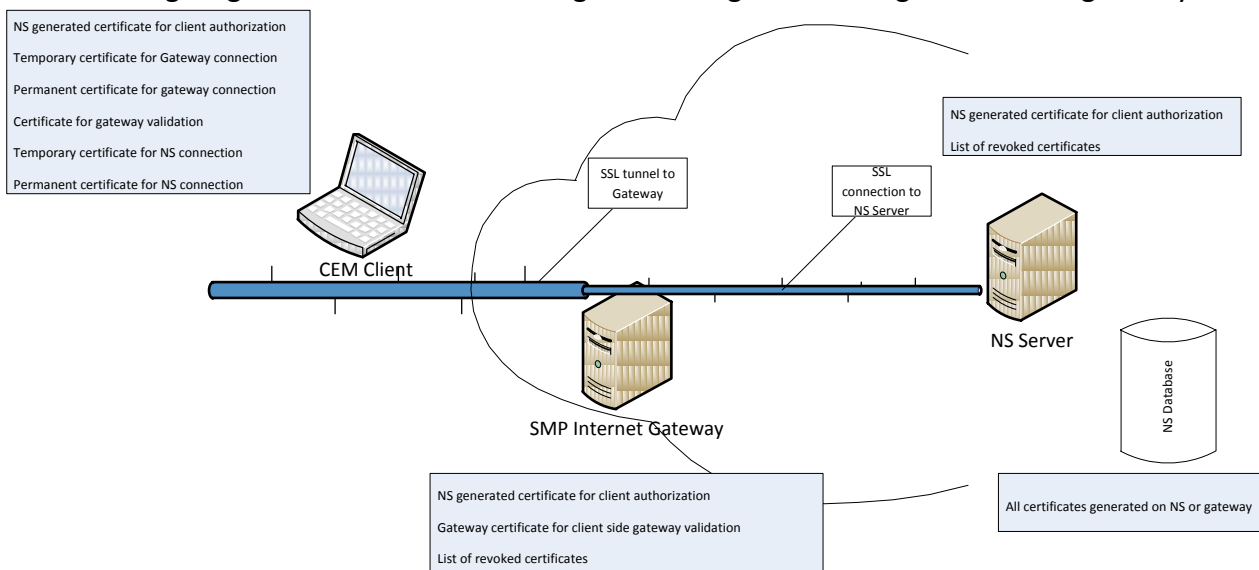 NS generated certificate for client authorization
Temporary certificate for Gateway connection
Permanent certificate for gateway connection
Certificate for gateway validation
Temporary certificate for NS connection
Permanent certificate for NS connection
CEM Client
SSL tunnel to
Gateway
SSL
connection to
NS Server
NS generated certificate for client authorization
List of revoked certificates
NS Server
SMP Internet Gateway
NS Database
NS generated certificate for client authorization
Gateway certificate for client side gateway validation
List of revoked certificates
All certificates generated on NS or gateway